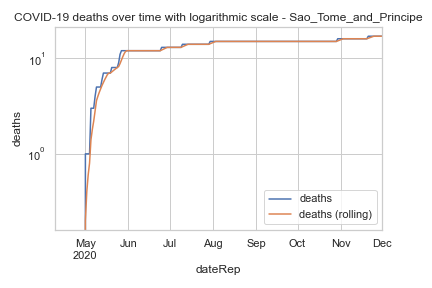 COVID-19 deaths over time with logarithmic scale - Sao_Tome_and_Principe
deaths
10¹
10⁰
deaths
deaths (rolling)
May Jun Jul Aug Sep Oct Nov Dec
2020
dateRep